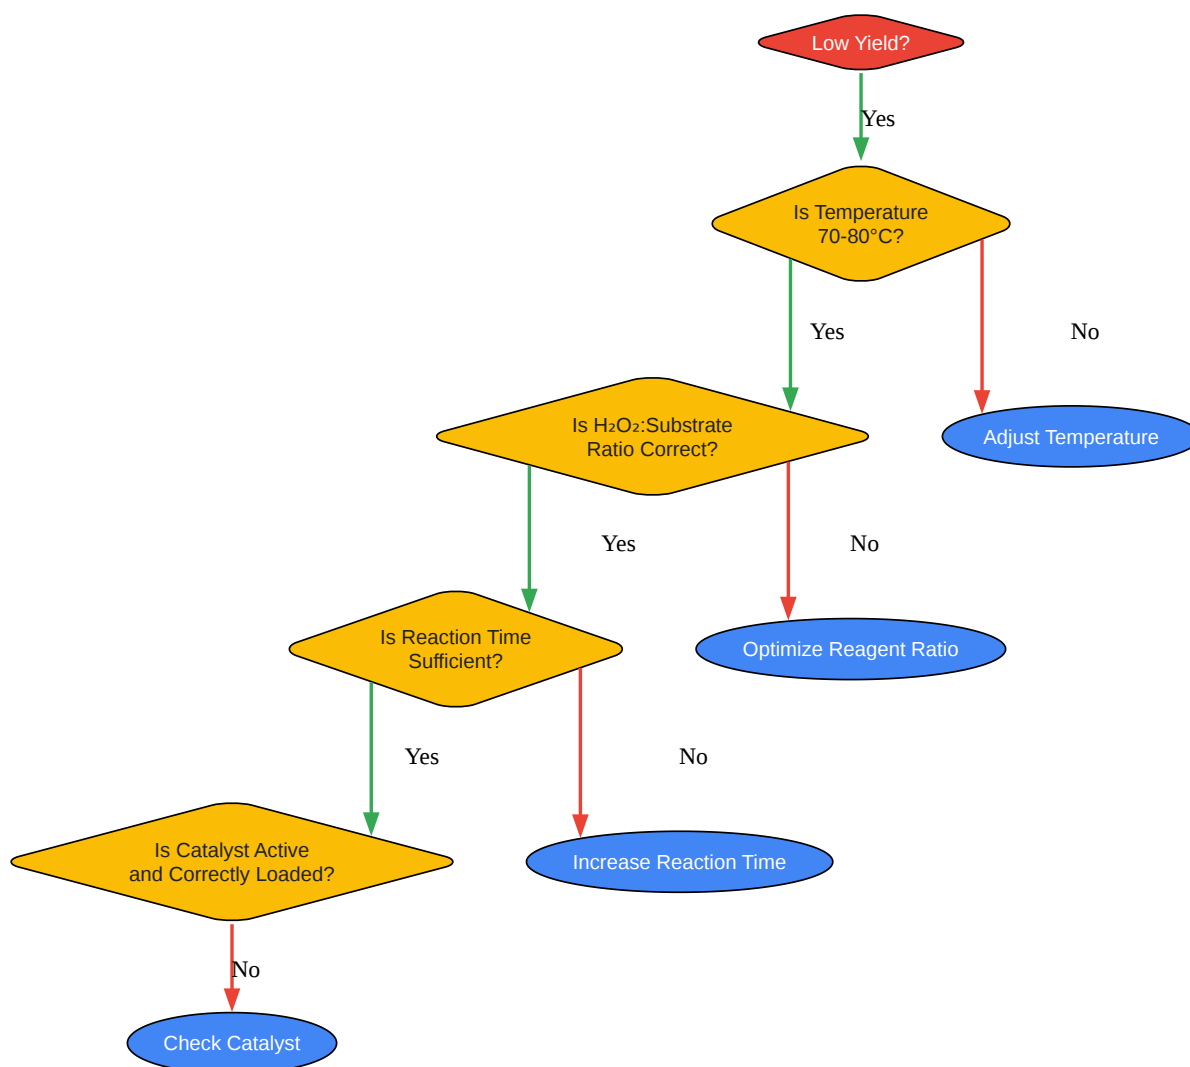 Low Yield?
Yes
Is Temperature
70-80°C?
Yes
No
Is H₂O₂:Substrate
Ratio Correct?
Adjust Temperature
Yes
No
Is Reaction Time
Sufficient?
Optimize Reagent Ratio
Yes
No
Is Catalyst Active
and Correctly Loaded?
Increase Reaction Time
No
Check Catalyst